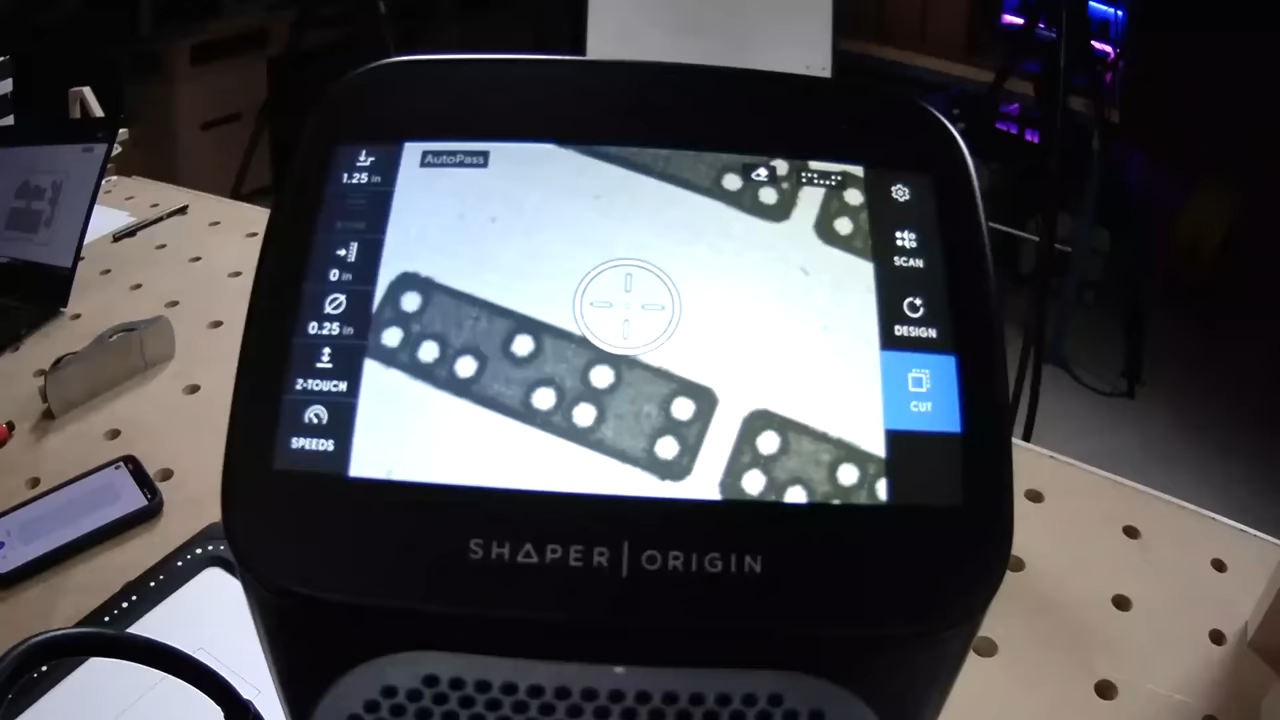 AutoPass
1.25 in
0 in
0.25 in
Z-TOUCH
SPEEDS
SCAN
DESIGN
CUT
SHAPER | ORIGIN